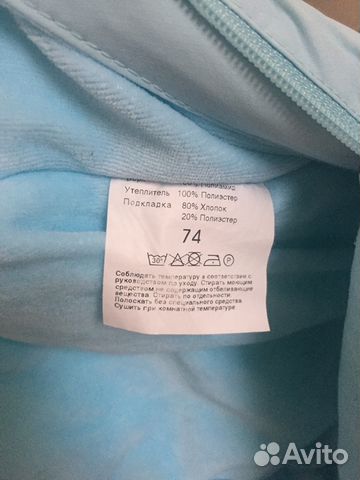 Утеплитель 100% Полиэстер
Подкладка 80% Хлопок
20% Полиэстер
74
30°
P
Соблюдать температуру в соответствии с
руководством по уходу. Стирать моющим
средством не содержащим отбеливающие
вещества. Стирать по отдельности.
Полоскать без специального средства.
Сушить при комнатной температуре
Avito